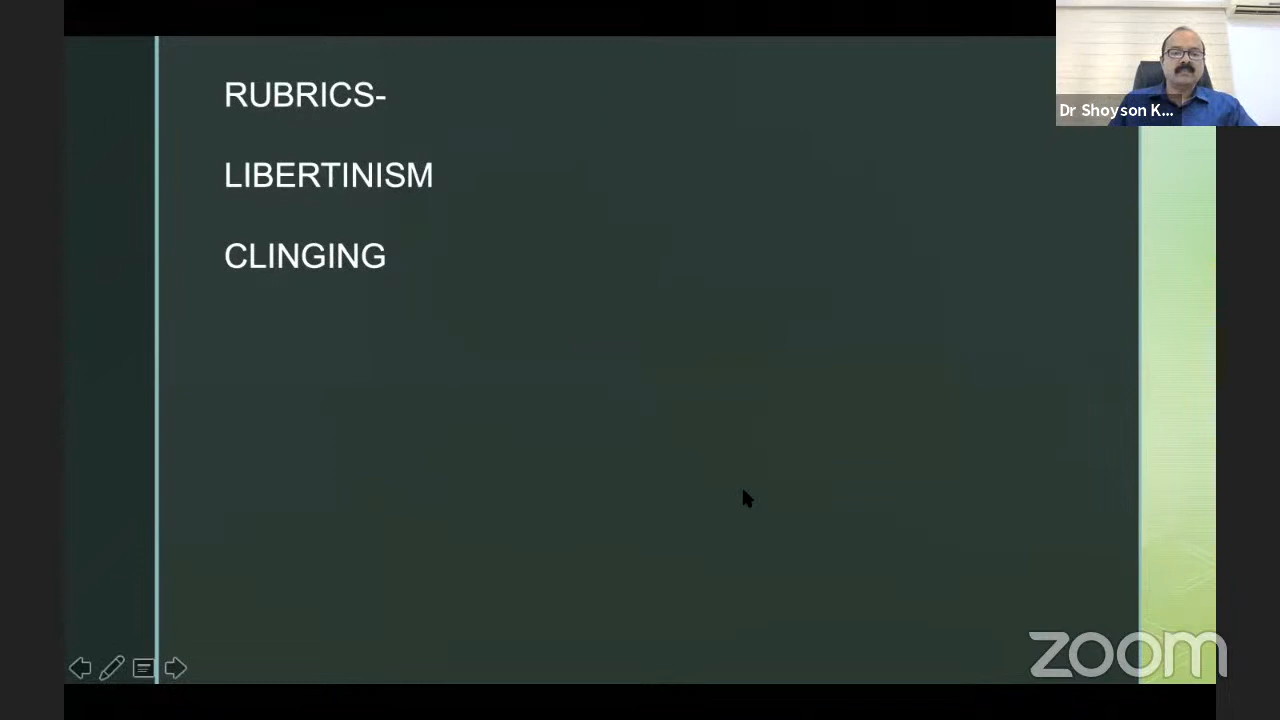 RUBRICS-
LIBERTINISM
CLINGING
Dr Shoyson K...
zoom